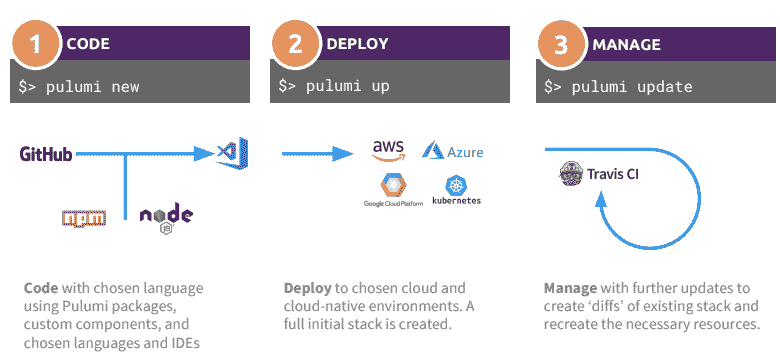 1 CODE
$> pulumi new
GitHub
npm
node
JS
Code with chosen language
using Pulumi packages,
custom components, and
chosen languages and IDEs
2 DEPLOY
$> pulumi up
aws
Azure
Google Cloud Platform
kubernetes
Deploy to chosen cloud and
cloud-native environments. A
full initial stack is created.
3 MANAGE
$> pulumi update
Travis CI
Manage with further updates to
create ‘diffs’ of existing stack and
recreate the necessary resources.